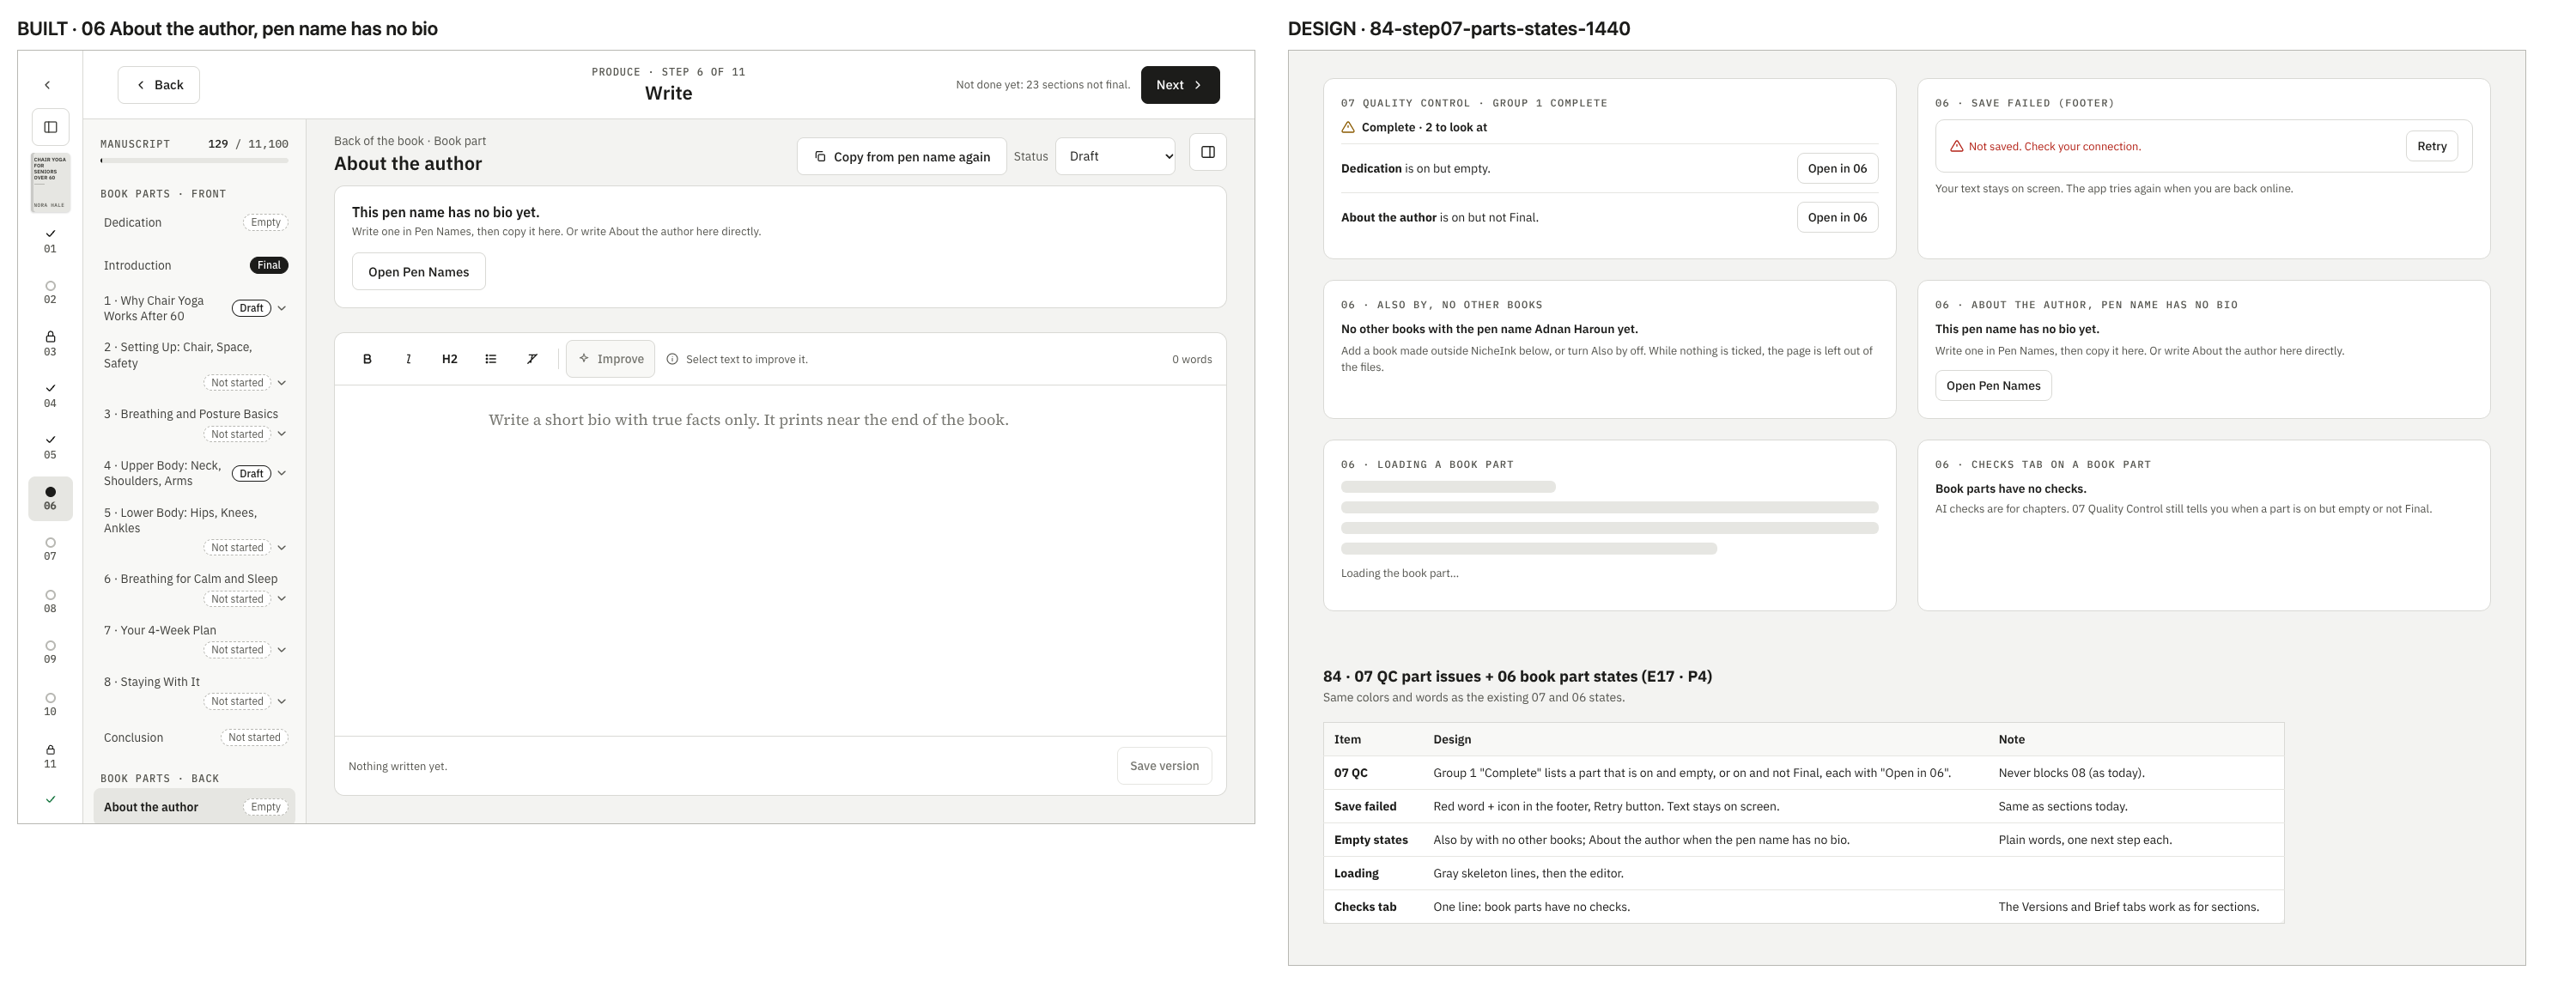 BUILT · 06 About the author, pen name has no bio
Back
PRODUCE · STEP 6 OF 11
Write
Not done yet: 23 sections not final.
Next
CHAIR YOGA
FOR
SENIORS
OVER 60
NORA HALE
01
02
03
04
05
06
07
08
09
10
11
MANUSCRIPT 129 / 11,100
BOOK PARTS · FRONT
Dedication Empty
Introduction Final
1 · Why Chair Yoga
Works After 60
Draft
2 · Setting Up: Chair, Space,
Safety
Not started
3 · Breathing and Posture Basics
Not started
4 · Upper Body: Neck,
Shoulders, Arms
Draft
5 · Lower Body: Hips, Knees,
Ankles
Not started
6 · Breathing for Calm and Sleep
Not started
7 · Your 4-Week Plan
Not started
8 · Staying With It
Not started
Conclusion Not started
BOOK PARTS · BACK
About the author Empty
Back of the book · Book part
About the author
Copy from pen name again
Status
Draft
This pen name has no bio yet.
Write one in Pen Names, then copy it here. Or write About the author here directly.
Open Pen Names
B I H2 Improve Select text to improve it. 0 words
Write a short bio with true facts only. It prints near the end of the book.
Nothing written yet.
Save version
DESIGN · 84-step07-parts-states-1440
07 QUALITY CONTROL · GROUP 1 COMPLETE
Complete · 2 to look at
Dedication is on but empty. Open in 06
About the author is on but not Final. Open in 06
06 · SAVE FAILED (FOOTER)
Not saved. Check your connection. Retry
Your text stays on screen. The app tries again when you are back online.
06 · ALSO BY, NO OTHER BOOKS
No other books with the pen name Adnan Haroun yet.
Add a book made outside NicheInk below, or turn Also by off. While nothing is ticked, the page is left out of
the files.
06 · ABOUT THE AUTHOR, PEN NAME HAS NO BIO
This pen name has no bio yet.
Write one in Pen Names, then copy it here. Or write About the author here directly.
Open Pen Names
06 · LOADING A BOOK PART
Loading the book part…
06 · CHECKS TAB ON A BOOK PART
Book parts have no checks.
AI checks are for chapters. 07 Quality Control still tells you when a part is on but empty or not Final.
84 · 07 QC part issues + 06 book part states (E17 · P4)
Same colors and words as the existing 07 and 06 states.
Item Design Note
07 QC Group 1 "Complete" lists a part that is on and empty, or on and not Final, each with "Open in 06". Never blocks 08 (as today).
Save failed Red word + icon in the footer, Retry button. Text stays on screen. Same as sections today.
Empty states Also by with no other books; About the author when the pen name has no bio. Plain words, one next step each.
Loading Gray skeleton lines, then the editor.
Checks tab One line: book parts have no checks. The Versions and Brief tabs work as for sections.